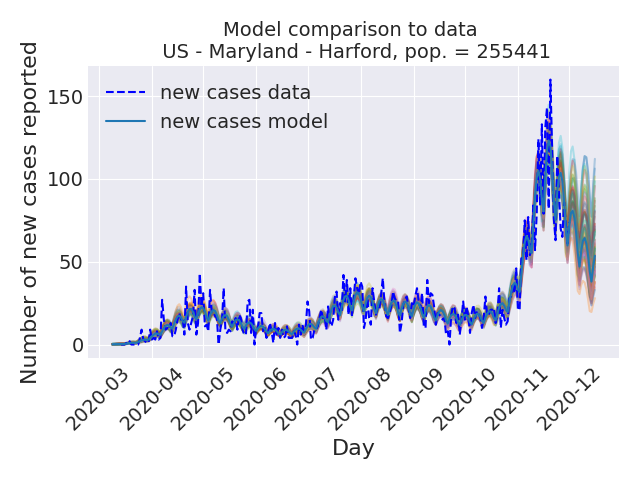 Model comparison to data
US - Maryland - Harford, pop. = 255441
Number of new cases reported
150
100
50
0
new cases data
new cases model
2020-03
2020-04
2020-05
2020-06
2020-07
2020-08
2020-09
2020-10
2020-11
2020-12
Day